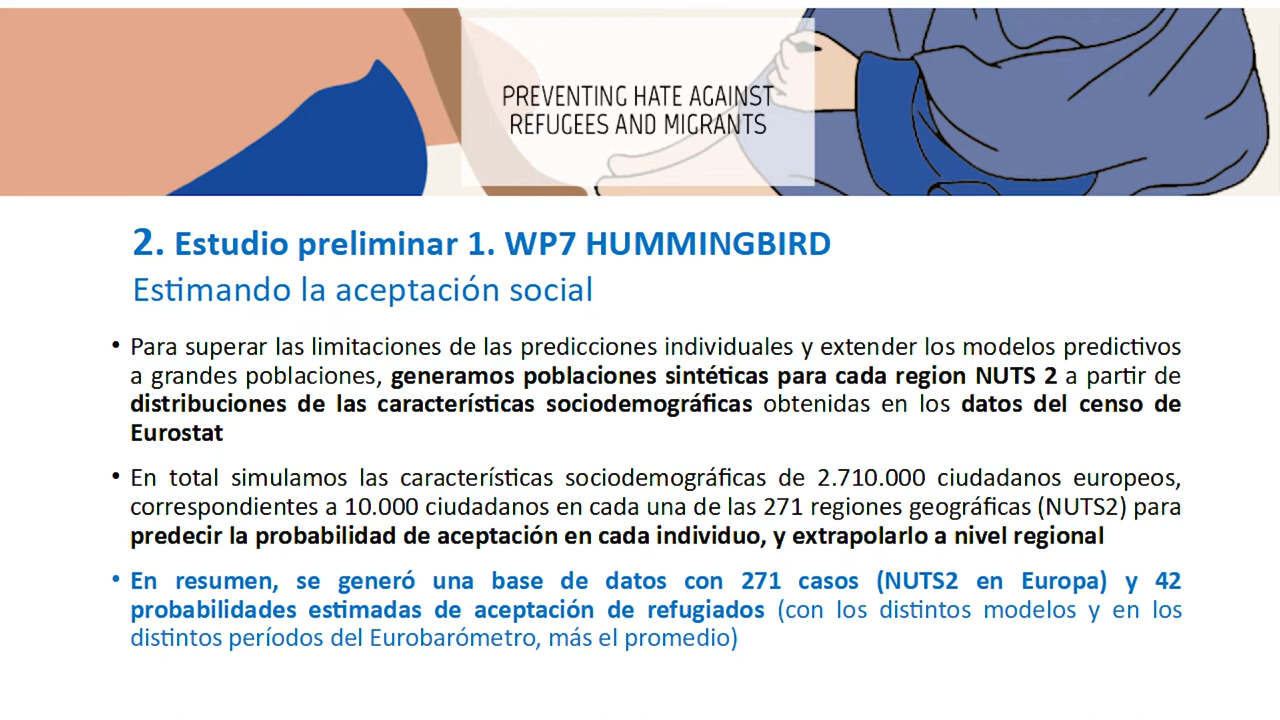 PREVENTING HATE AGAINST
REFUGEES AND MIGRANTS
2. Estudio preliminar 1. WP7 HUMMINGBIRD
Estimando la aceptación social
• Para superar las limitaciones de las predicciones individuales y extender los modelos predictivos
a grandes poblaciones, generamos poblaciones sintéticas para cada region NUTS 2 a partir de
distribuciones de las características sociodemográficas obtenidas en los datos del censo de
Eurostat
• En total simulamos las características sociodemográficas de 2.710.000 ciudadanos europeos,
correspondientes a 10.000 ciudadanos en cada una de las 271 regiones geográficas (NUTS2) para
predecir la probabilidad de aceptación en cada individuo, y extrapolarlo a nivel regional
• En resumen, se generó una base de datos con 271 casos (NUTS2 en Europa) y 42
probabilidades estimadas de aceptación de refugiados (con los distintos modelos y en los
distintos períodos del Eurobarómetro, más el promedio)